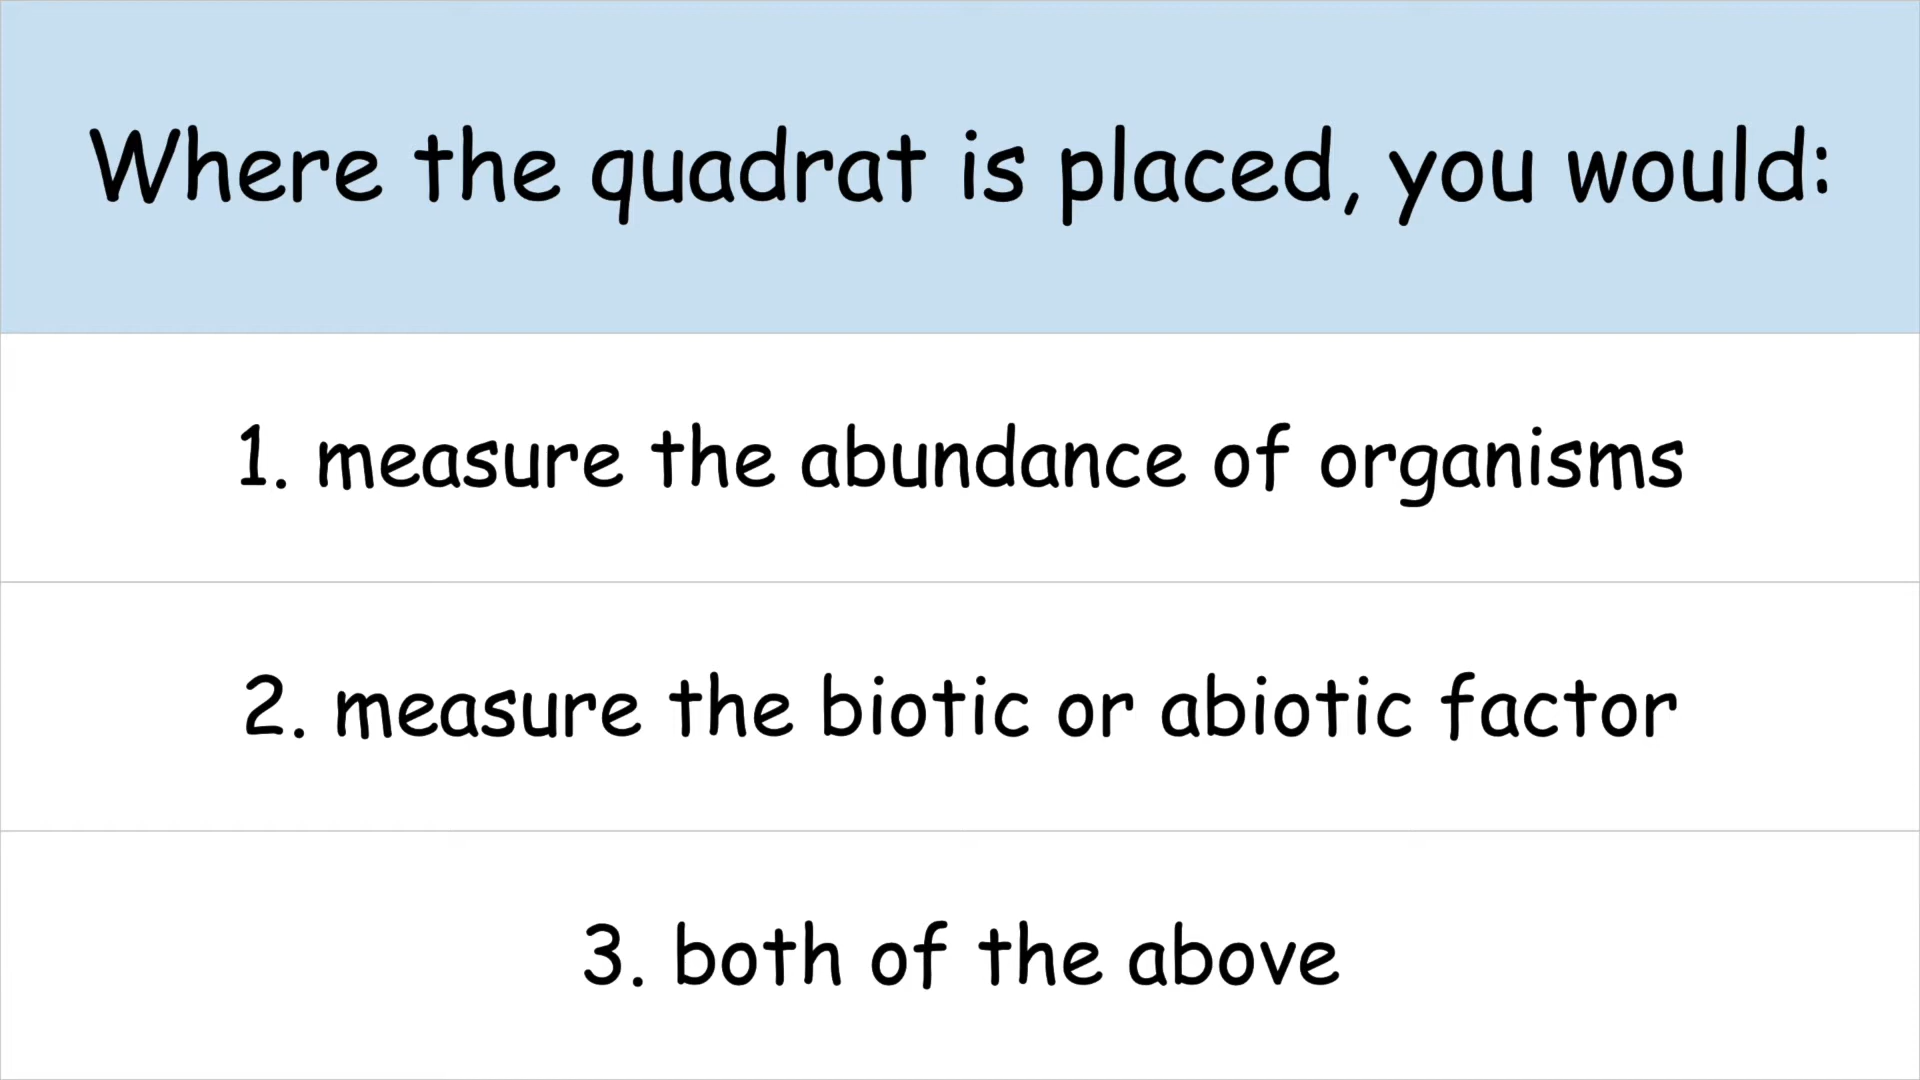 Where the quadrat is placed, you would:
1. measure the abundance of organisms
2. measure the biotic or abiotic factor
3. both of the above